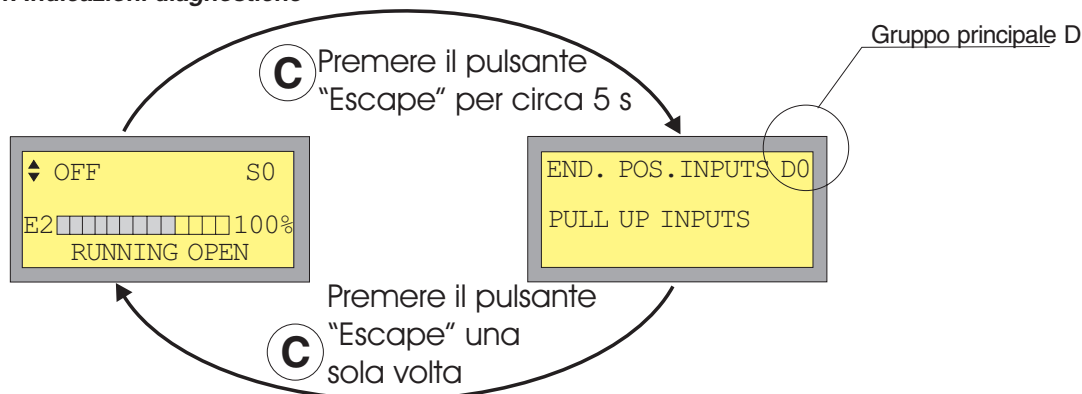 indicazioni diagnostiche
Gruppo principale D
C
Premere il pulsante
“Escape” per circa 5 s
OFF S0
E2 100%
RUNNING OPEN
END. POS.INPUTS D0
PULL UP INPUTS
C
Premere il pulsante
“Escape” una
sola volta